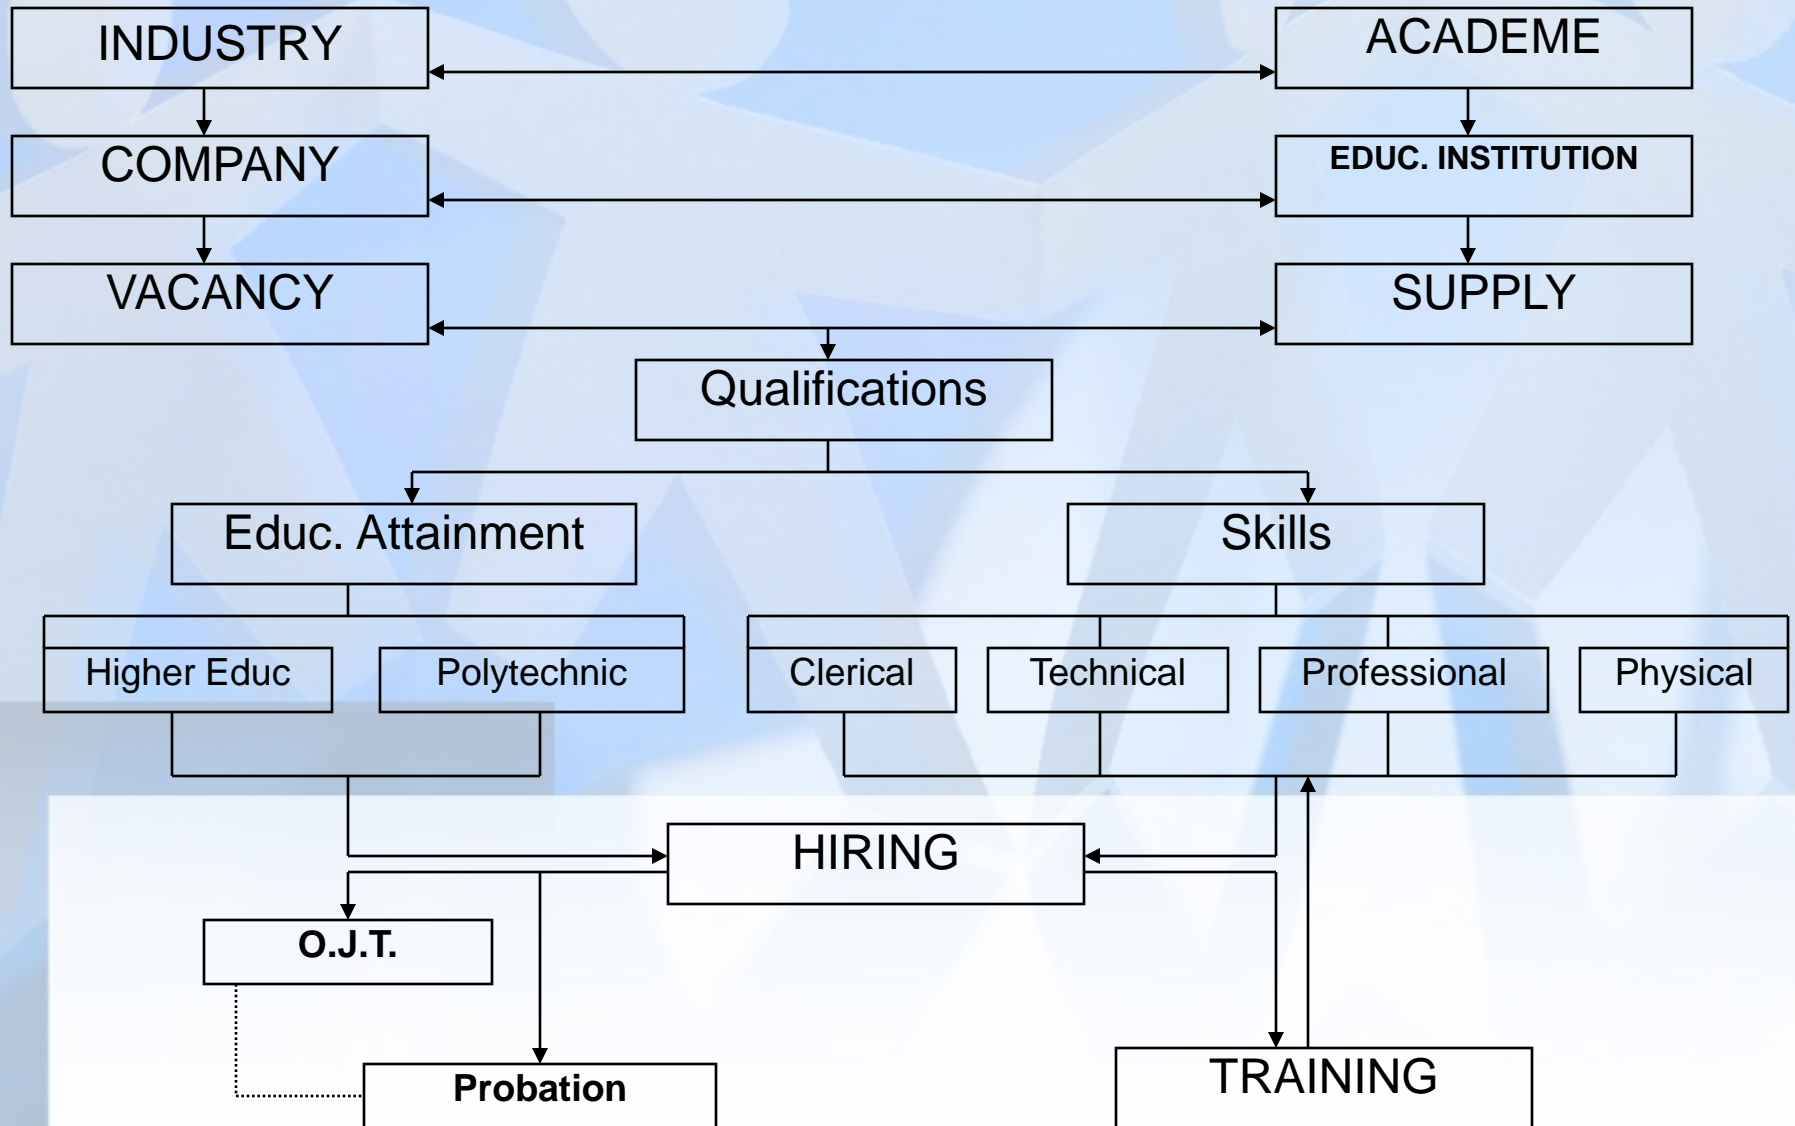 INDUSTRY
ACADEME
COMPANY
EDUC. INSTITUTION
VACANCY
SUPPLY
Qualifications
Educ. Attainment
Skills
Higher Educ
Polytechnic
Clerical
Technical
Professional
Physical
HIRING
O.J.T.
Probation
TRAINING